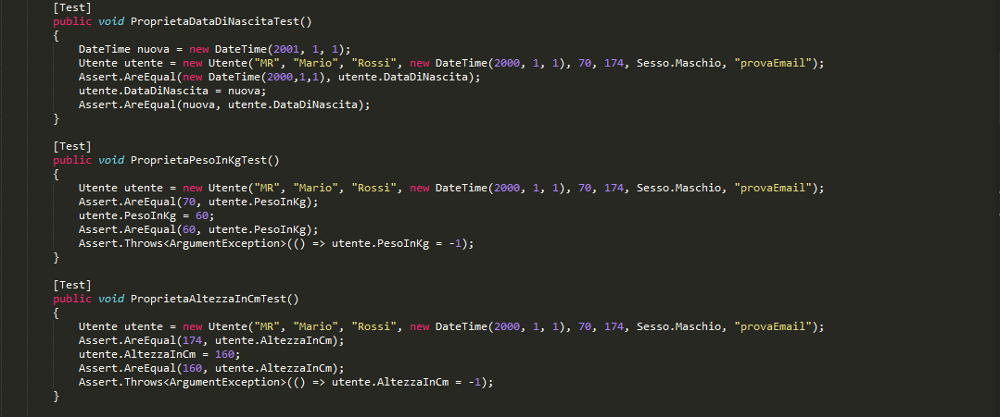 [Test]
public void ProprietaDataDiNascitaTest()
{
DateTime nuova = new DateTime(2001, 1, 1);
Utente utente = new Utente("MR", "Mario", "Rossi", new DateTime(2000, 1, 1), 70, 174, Sesso.Maschio, "provaEmail");
Assert.AreEqual(new DateTime(2000,1,1), utente.DataDiNascita);
utente.DataDiNascita = nuova;
Assert.AreEqual(nuova, utente.DataDiNascita);
}
[Test]
public void ProprietaPesoInKgTest()
{
Utente utente = new Utente("MR", "Mario", "Rossi", new DateTime(2000, 1, 1), 70, 174, Sesso.Maschio, "provaEmail");
Assert.AreEqual(70, utente.PesoInKg);
utente.PesoInKg = 60;
Assert.AreEqual(60, utente.PesoInKg);
Assert.Throws<ArgumentException>(() => utente.PesoInKg = -1);
}
[Test]
public void ProprietaAltezzaInCmTest()
{
Utente utente = new Utente("MR", "Mario", "Rossi", new DateTime(2000, 1, 1), 70, 174, Sesso.Maschio, "provaEmail");
Assert.AreEqual(174, utente.AltezzaInCm);
utente.AltezzaInCm = 160;
Assert.AreEqual(160, utente.AltezzaInCm);
Assert.Throws<ArgumentException>(() => utente.AltezzaInCm = -1);
}